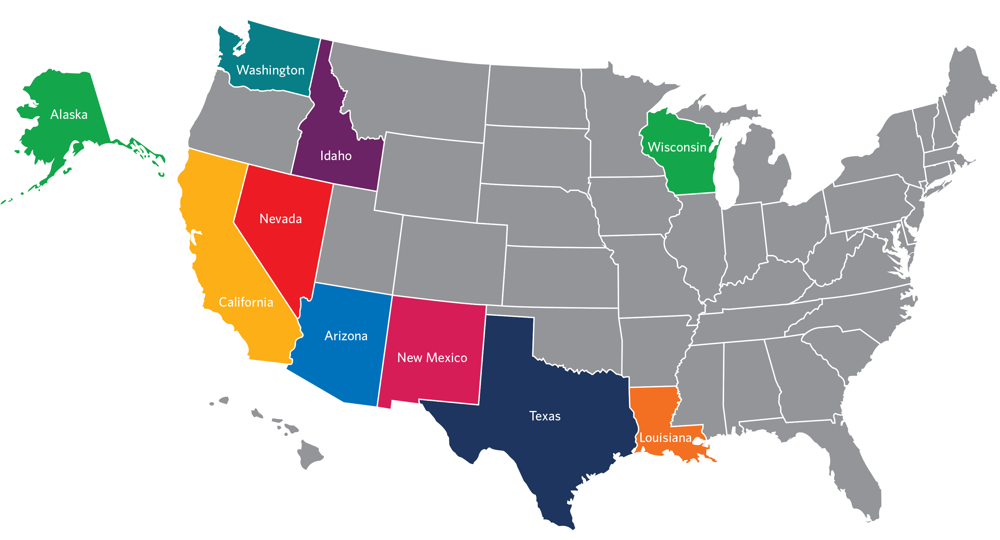 Washington
Alaska
Wisconsin
Idaho
Nevada
California
Arizona
New Mexico
Texas
Louisiana